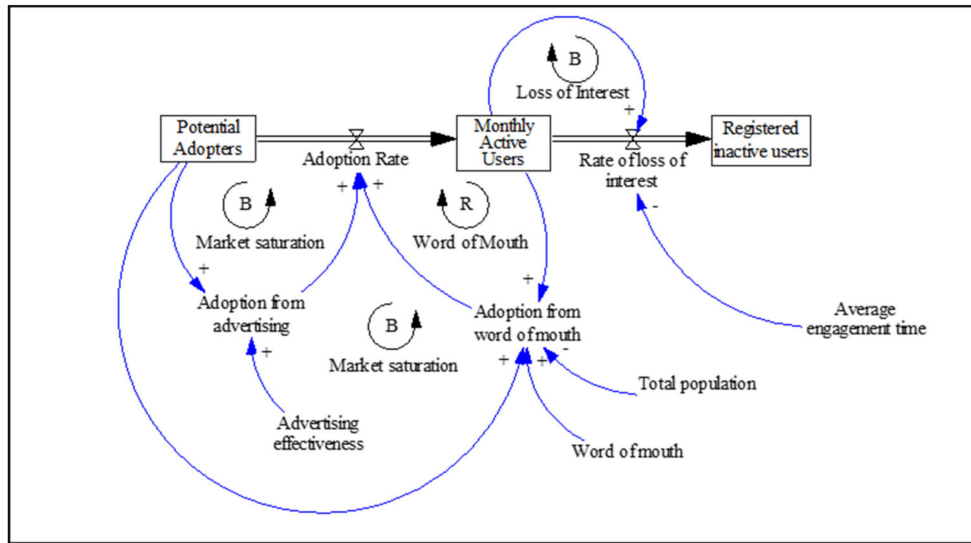 B
Loss of Interest
+
Potential
Adopters
Monthly
Active
Users
Registered
inactive users
Adoption Rate
Rate of loss of
interest
+ +
-
B
R
Market saturation
Word of Mouth
+
+
Adoption from
advertising
B
Adoption from
word of mouth
Average
engagement time
Market saturation
+
+ + -
Total population
Advertising
effectiveness
Word of mouth